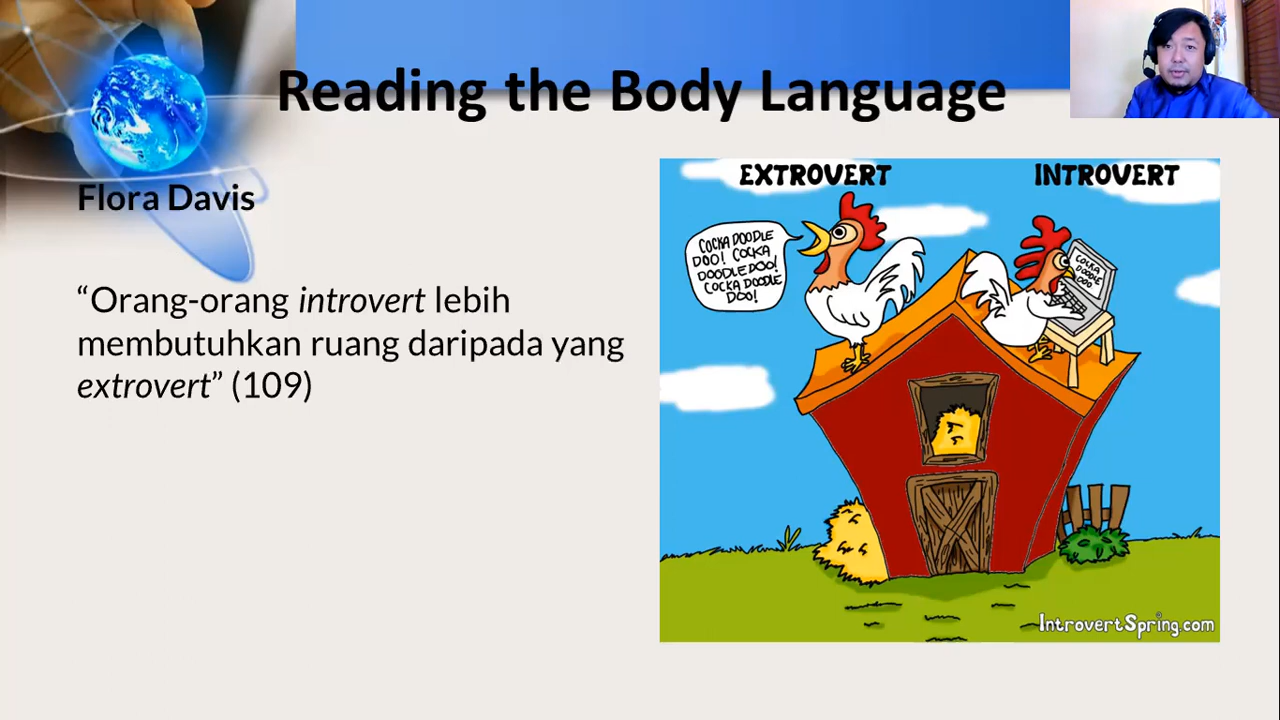 Reading the Body Language
Flora Davis
“Orang-orang introvert lebih
membutuhkan ruang daripada yang
extrovert” (109)
EXTROVERT
INTROVERT
COCKA DOODLE
DOO! COCKA
DOODLE DOO!
COCKA DOODLE
DOO!
COCKA
DOODLE
DOO
IntrovertSpring.com